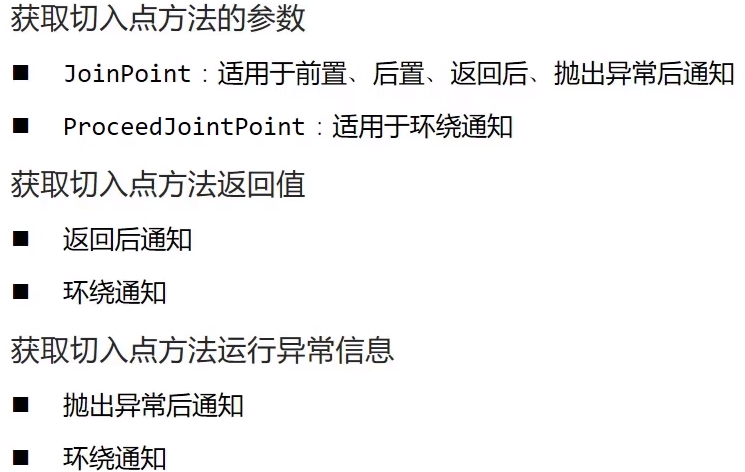 获取切入点方法的参数
■ JoinPoint：适用于前置、后置、返回后、抛出异常后通知
■ ProceedJointPoint：适用于环绕通知
获取切入点方法返回值
■ 返回后通知
■ 环绕通知
获取切入点方法运行异常信息
■ 抛出异常后通知
■ 环绕通知